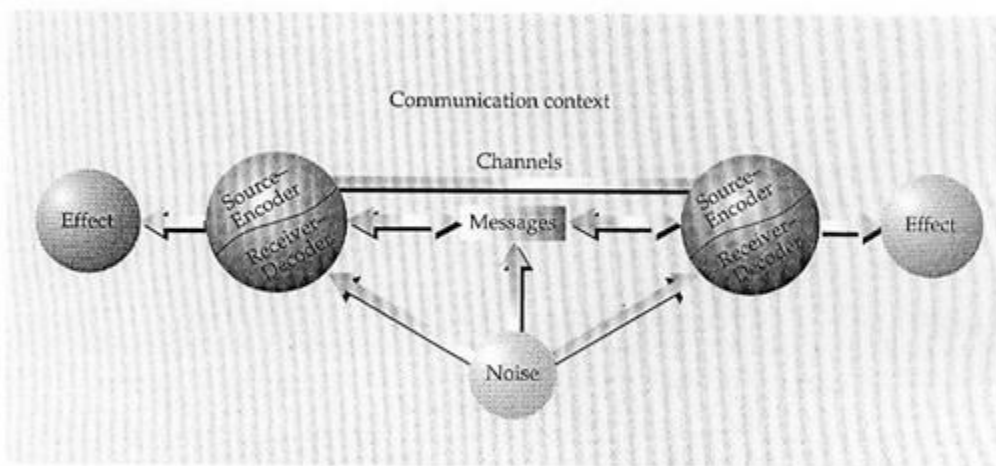 Communication context
Channels
Effect
Source–
Encoder
Receiver–
Decoder
Messages
Source–
Encoder
Receiver–
Decoder
Effect
Noise